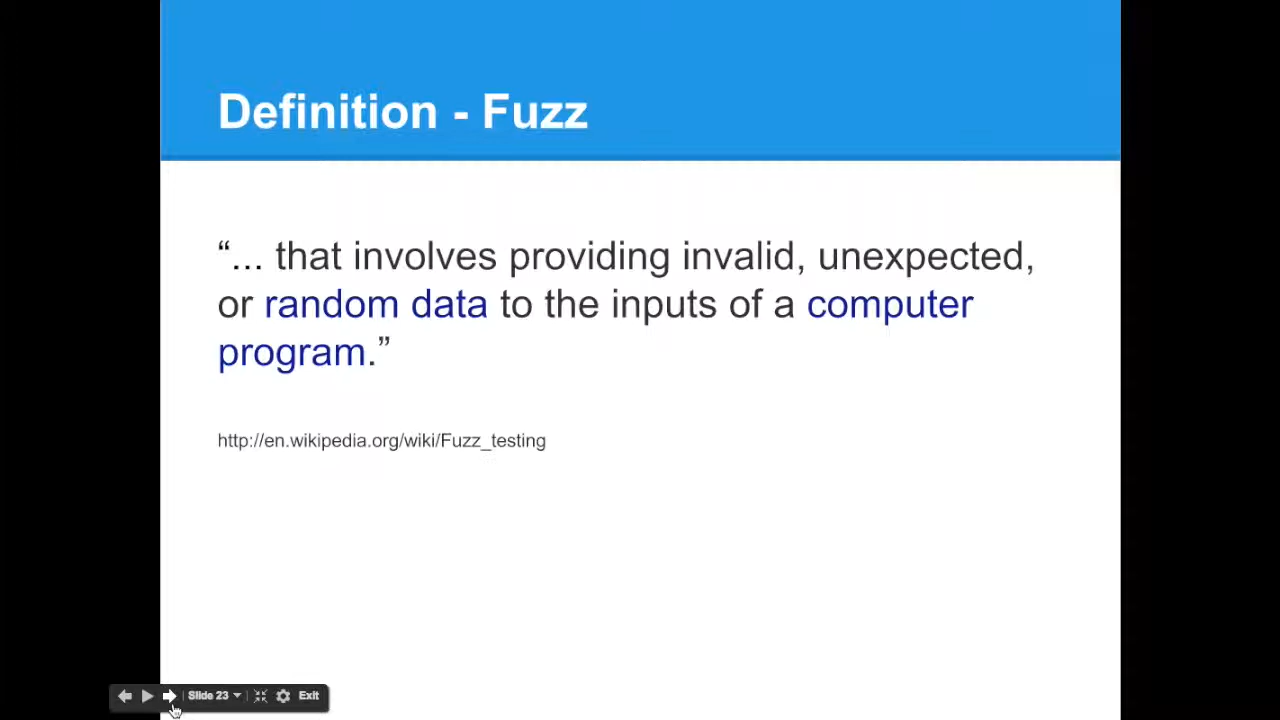 Definition - Fuzz
“... that involves providing invalid, unexpected,
or random data to the inputs of a computer
program.”
http://en.wikipedia.org/wiki/Fuzz_testing
Slide 23
Exit